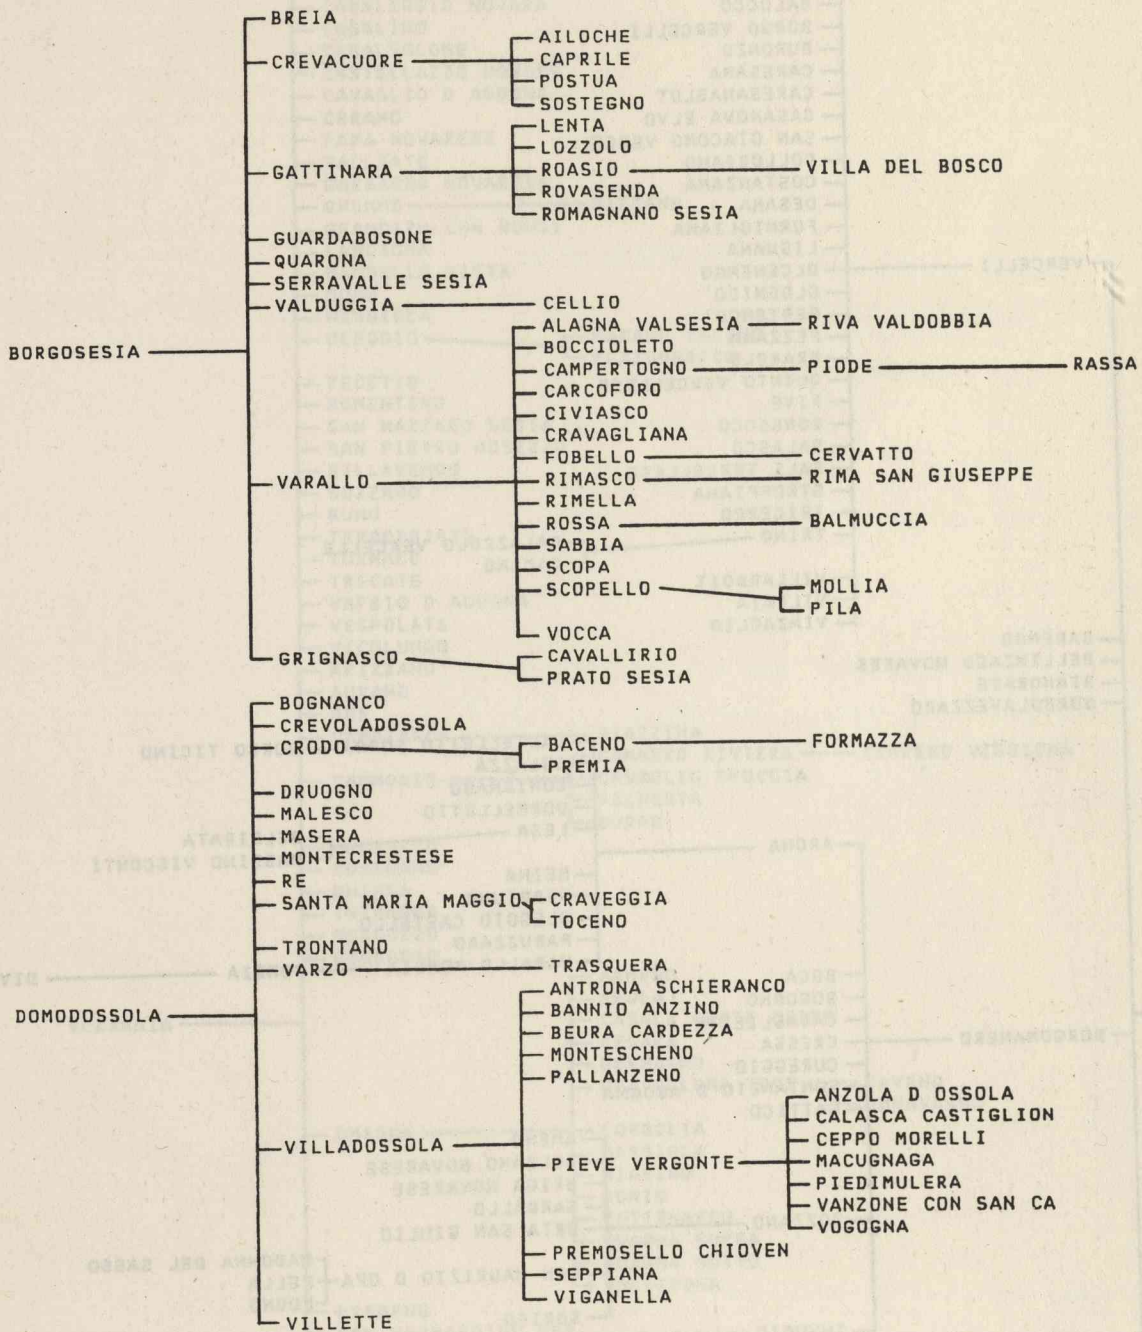 BREIA
CREVACUORE
AILOCHE
CAPRILE
POSTUA
SOSTEGNO
GATTINARA
LENTA
LOZZOLO
ROASIO VILLA DEL BOSCO
ROVASENDA
ROMAGNANO SESIA
GUARDABOSONE
QUARONA
SERRAVALLE SESIA
VALDUGGIA CELLIO
BORGOSESIA
VARALLO
ALAGNA VALSESIA RIVA VALDOBBIA
BOCCIOLETO
CAMPERTOGNO PIODE RASSA
CARCOFORO
CIVIASCO
CRAVAGLIANA
FOBELLO CERVATTO
RIMASCO RIMA SAN GIUSEPPE
RIMELLA
ROSSA BALMUCCIA
SABBIA
SCOPA
SCOPELLO
MOLLIA
PILA
VOCCA
GRIGNASCO
CAVALLIRIO
PRATO SESIA
BOGNANCO
CREVOLADOSSOLA
CRODO
BACENO FORMAZZA
PREMIA
DRUOGNO
MALESCO
MASERA
MONTECRESTESE
RE
SANTA MARIA MAGGIO
CRAVEGGIA
TOCENO
TRONTANO
VARZO TRASQUERA
DOMODOSSOLA
VILLADOSSOLA
ANTRONA SCHIERANCO
BANNIO ANZINO
BEURA CARDEZZA
MONTESCHENO
PALLANZENO
PIEVE VERGONTE
ANZOLA D OSSOLA
CALASCA CASTIGLION
CEPPO MORELLI
MACUGNAGA
PIEDIMULERA
VANZONE CON SAN CA
VOGOGNA
PREMOSELLO CHIOVEN
SEPPIANA
VIGANELLA
VILLETTE